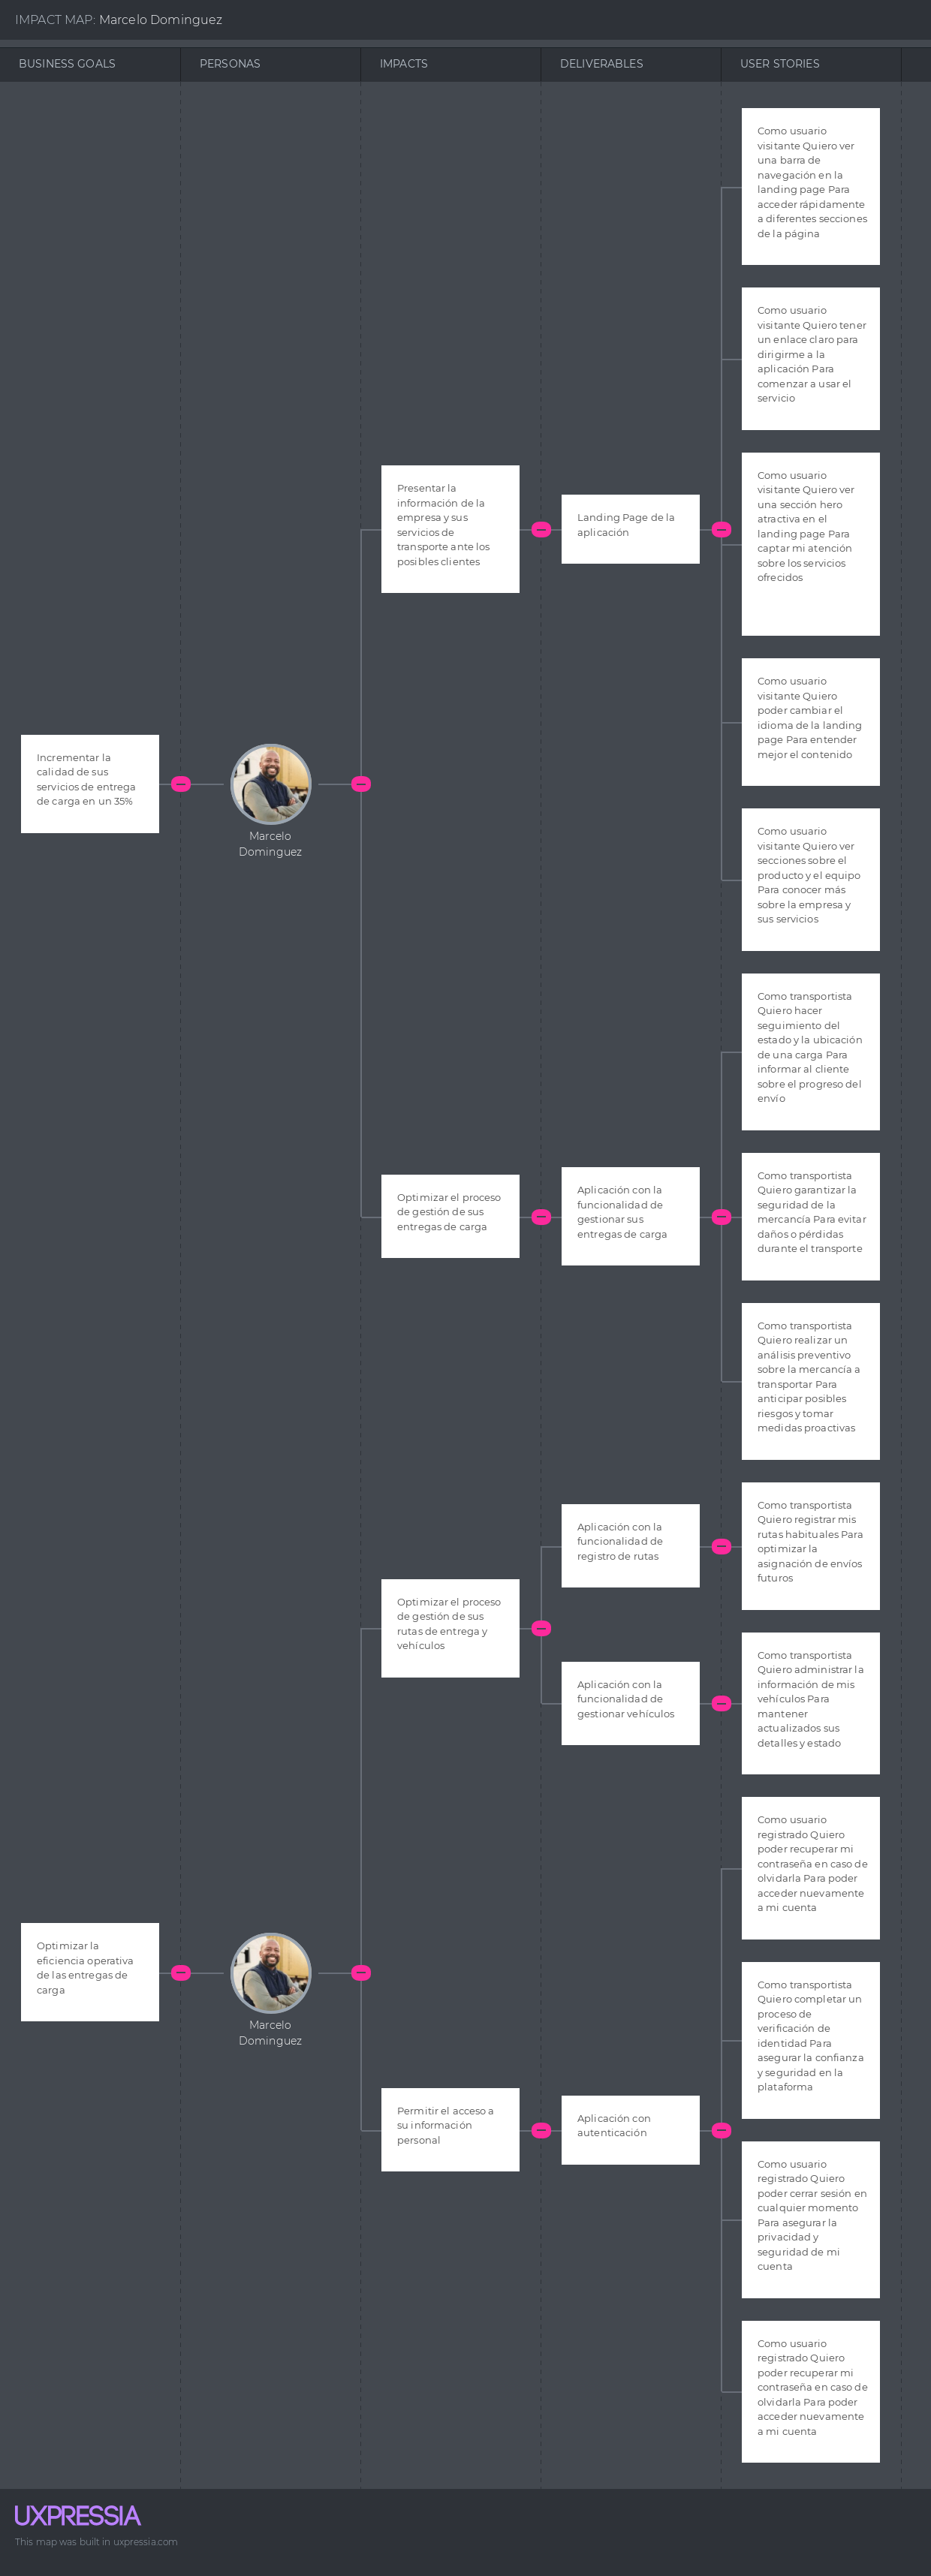 IMPACT MAP: Marcelo Dominguez
BUSINESS GOALS
PERSONAS
IMPACTS
DELIVERABLES
USER STORIES
Como usuario
visitante Quiero ver
una barra de
navegación en la
landing page Para
acceder rápidamente
a diferentes secciones
de la página
Como usuario
visitante Quiero tener
un enlace claro para
dirigirme a la
aplicación Para
comenzar a usar el
servicio
Presentar la
información de la
empresa y sus
servicios de
transporte ante los
posibles clientes
Landing Page de la
aplicación
Como usuario
visitante Quiero ver
una sección hero
atractiva en el
landing page Para
captar mi atención
sobre los servicios
ofrecidos
Como usuario
visitante Quiero
poder cambiar el
idioma de la landing
page Para entender
mejor el contenido
Incrementar la
calidad de sus
servicios de entrega
de carga en un 35%
Marcelo
Dominguez
Como usuario
visitante Quiero ver
secciones sobre el
producto y el equipo
Para conocer más
sobre la empresa y
sus servicios
Como transportista
Quiero hacer
seguimiento del
estado y la ubicación
de una carga Para
informar al cliente
sobre el progreso del
envío
Optimizar el proceso
de gestión de sus
entregas de carga
Aplicación con la
funcionalidad de
gestionar sus
entregas de carga
Como transportista
Quiero garantizar la
seguridad de la
mercancía Para evitar
daños o pérdidas
durante el transporte
Como transportista
Quiero realizar un
análisis preventivo
sobre la mercancía a
transportar Para
anticipar posibles
riesgos y tomar
medidas proactivas
Optimizar el proceso
de gestión de sus
rutas de entrega y
vehículos
Aplicación con la
funcionalidad de
registro de rutas
Como transportista
Quiero registrar mis
rutas habituales Para
optimizar la
asignación de envíos
futuros
Aplicación con la
funcionalidad de
gestionar vehículos
Como transportista
Quiero administrar la
información de mis
vehículos Para
mantener
actualizados sus
detalles y estado
Como usuario
registrado Quiero
poder recuperar mi
contraseña en caso de
olvidarla Para poder
acceder nuevamente
a mi cuenta
Optimizar la
eficiencia operativa
de las entregas de
carga
Marcelo
Dominguez
Como transportista
Quiero completar un
proceso de
verificación de
identidad Para
asegurar la confianza
y seguridad en la
plataforma
Permitir el acceso a
su información
personal
Aplicación con
autenticación
Como usuario
registrado Quiero
poder cerrar sesión en
cualquier momento
Para asegurar la
privacidad y
seguridad de mi
cuenta
Como usuario
registrado Quiero
poder recuperar mi
contraseña en caso de
olvidarla Para poder
acceder nuevamente
a mi cuenta
UXPRESSIA
This map was built in uxpressia.com